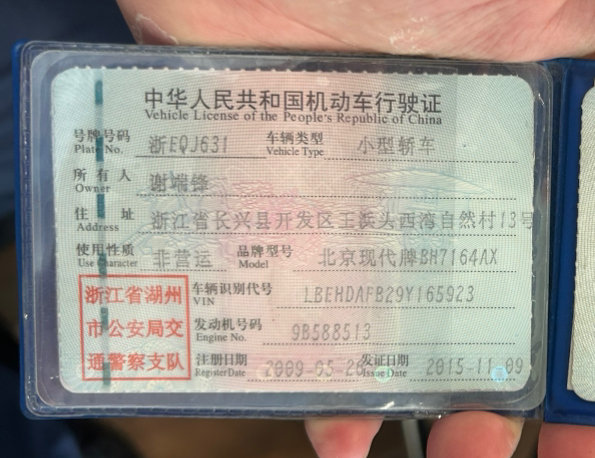 中华人民共和国机动车行驶证
Vehicle License of the People's Republic of China
号牌号码 浙EQJ631 车辆类型 小型轿车
Plate No. Vehicle Type
所有人 谢端锋
Owner
住址 浙江省长兴县开发区王浜头西湾自然村13号
Address
使用性质 非营运 品牌型号 北京现代牌BH7164AX
Use Character Model
浙江省湖州
市公安局交
通警察支队
车辆识别代号 LBEHDAFB29Y165923
VIN
发动机号码 9B588513
Engine No.
注册日期 2009-05-26 发证日期 2015-11-09
Register Date Issue Date